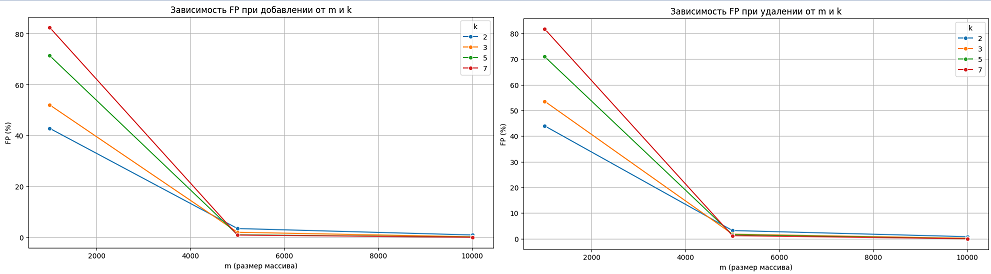 Зависимость FP при добавлении от m и k
FP (%)
80
60
40
20
0
2000 4000 6000 8000 10000
m (размер массива)
k
2
3
5
7
Зависимость FP при удалении от m и k
FP (%)
80
70
60
50
40
30
20
10
0
2000 4000 6000 8000 10000
m (размер массива)
k
2
3
5
7